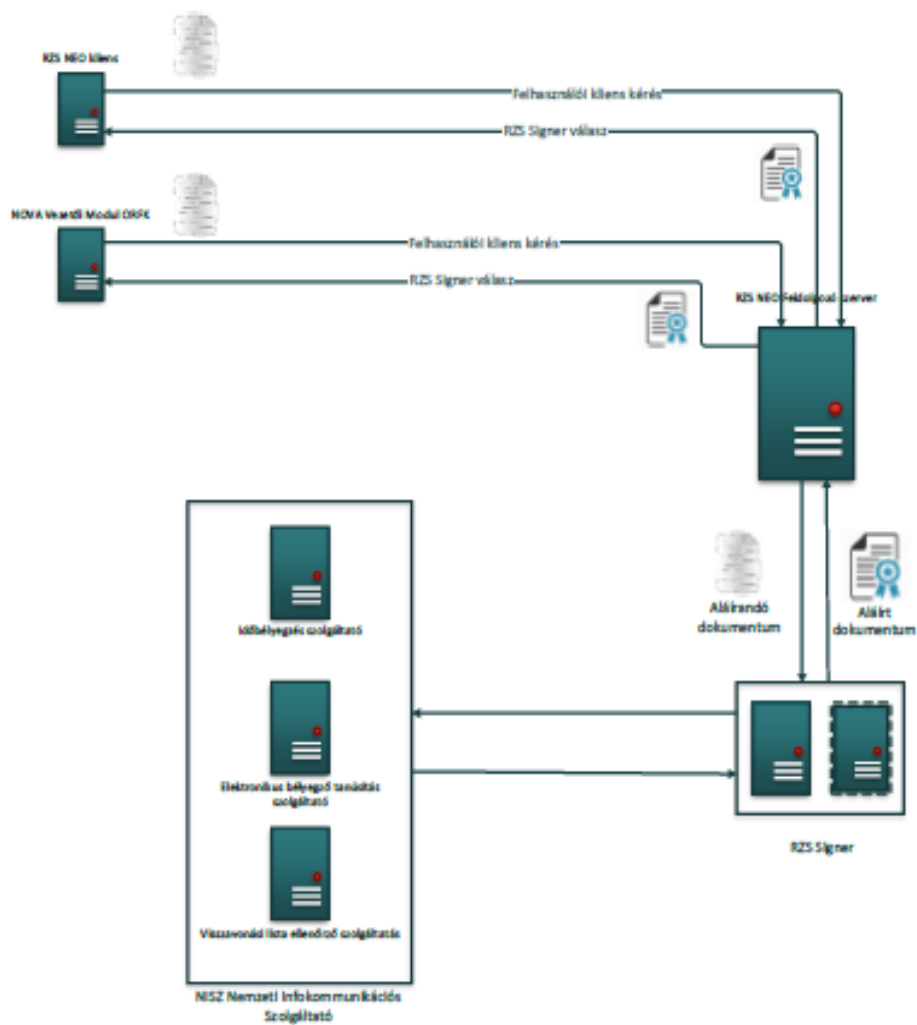 RZS NEO kliens
Felhasználói kliens kérés
RZS Signer válasz
NOVA Vezetői Modul ORFK
Felhasználói kliens kérés
RZS Signer válasz
RZS NEO Feldolgozó szerver
Aláírandó
dokumentum
Aláírt
dokumentum
Időbélyegzés szolgáltató
Elektronikus bélyegző tanúsítás
szolgáltató
Visszavonási lista ellenőrző szolgáltatás
RZS Signer
NISZ Nemzeti Infokommunikációs
Szolgáltató